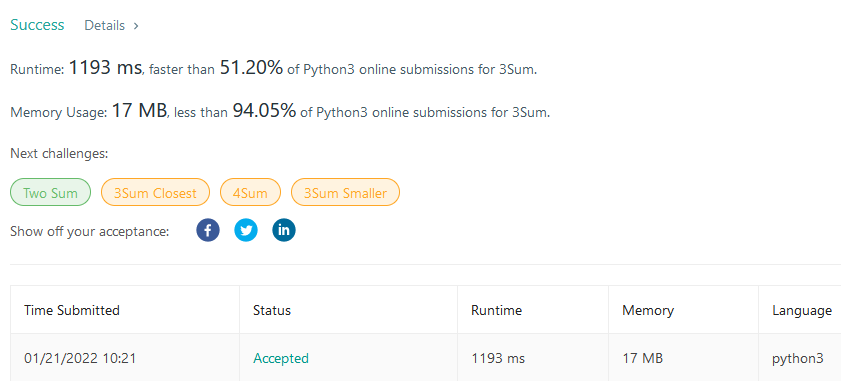 Success Details >
Runtime: 1193 ms, faster than 51.20% of Python3 online submissions for 3Sum.
Memory Usage: 17 MB, less than 94.05% of Python3 online submissions for 3Sum.
Next challenges:
Two Sum 3Sum Closest 4Sum 3Sum Smaller
Show off your acceptance: f in
Time Submitted Status Runtime Memory Language
01/21/2022 10:21 Accepted 1193 ms 17 MB python3